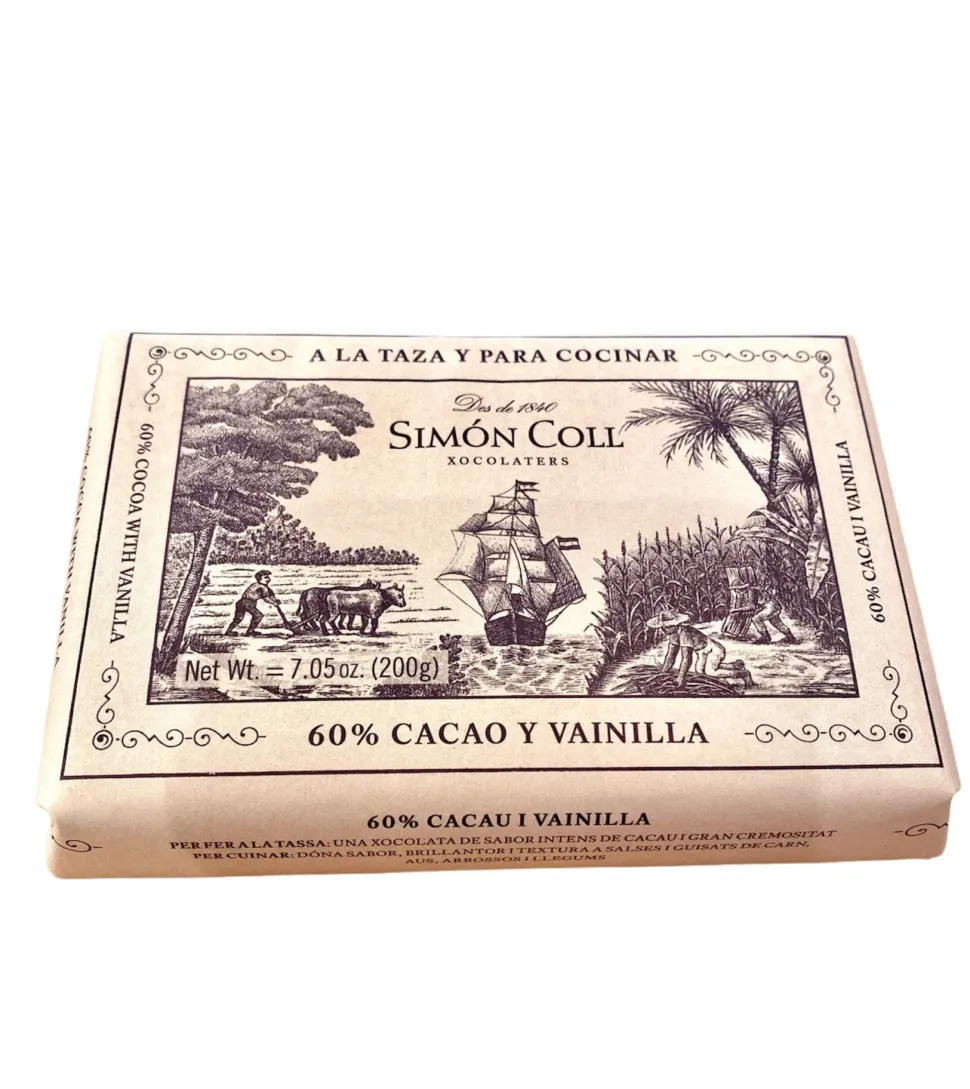 A LA TAZA Y PARA COCINAR
Des de 1840
SIMÓN COLL
XOCOLATERS
60% COCOA WITH VANILLA
60% CACAU I VAINILLA
Net Wt. = 7.05 oz. (200g)
60% CACAO Y VAINILLA
60% CACAU I VAINILLA
PER FER A LA TASSA: UNA XOCOLATA DE SABOR INTENS DE CACAU I GRAN CREMOSITAT
PER CUINAR: DÓNA SABOR, BRILLANTOR I TEXTURA A SALSES I GUISATS DE CARN,
AUS, ARROSSOS I LLEGUMS